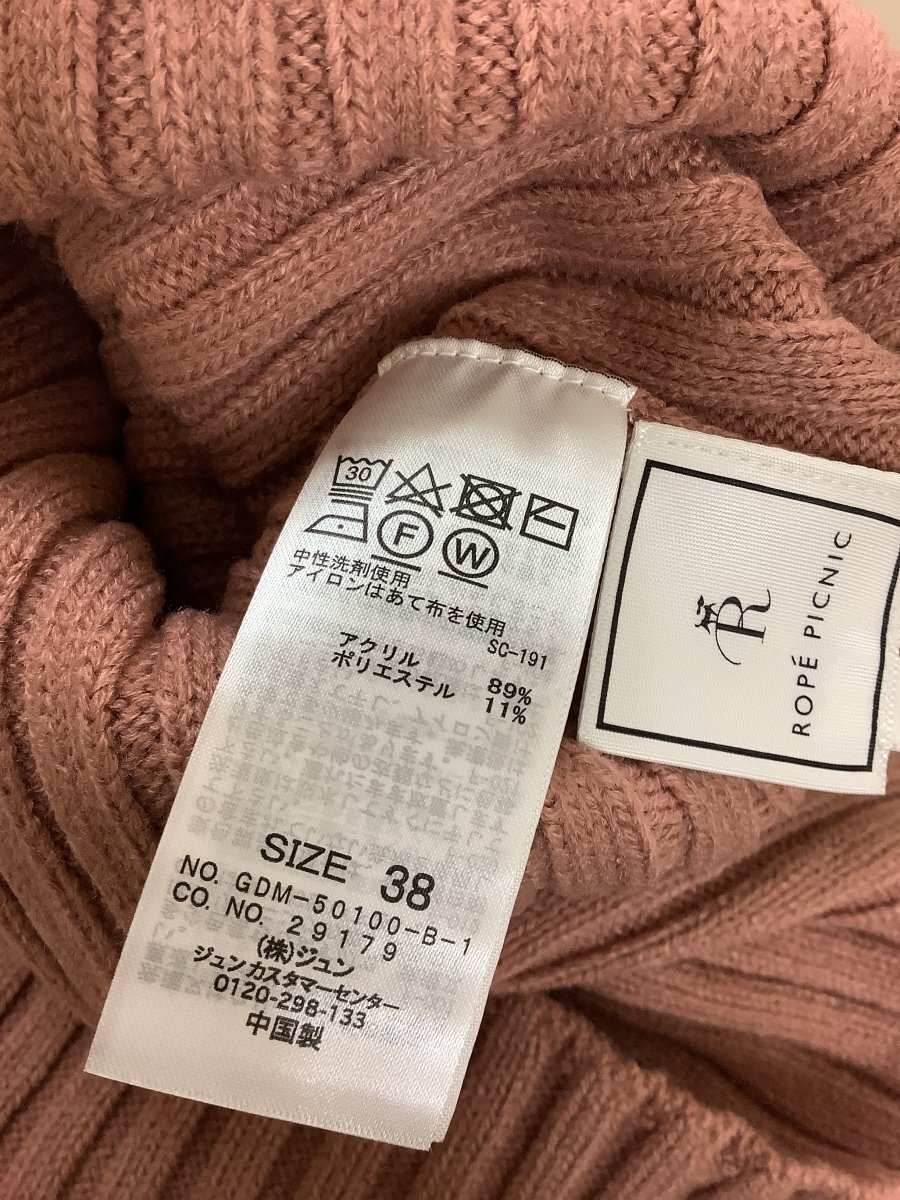 30
F W
中性洗剤使用
アイロンはあて布を使用
SC-191
アクリル 89%
ポリエステル 11%
SIZE 38
NO. GDM-50100-B-1
CO. NO. 29179
(株)ジュン
ジュンカスタマーセンター
0120-298-133
中国製
R
ROPÉ PICNIC